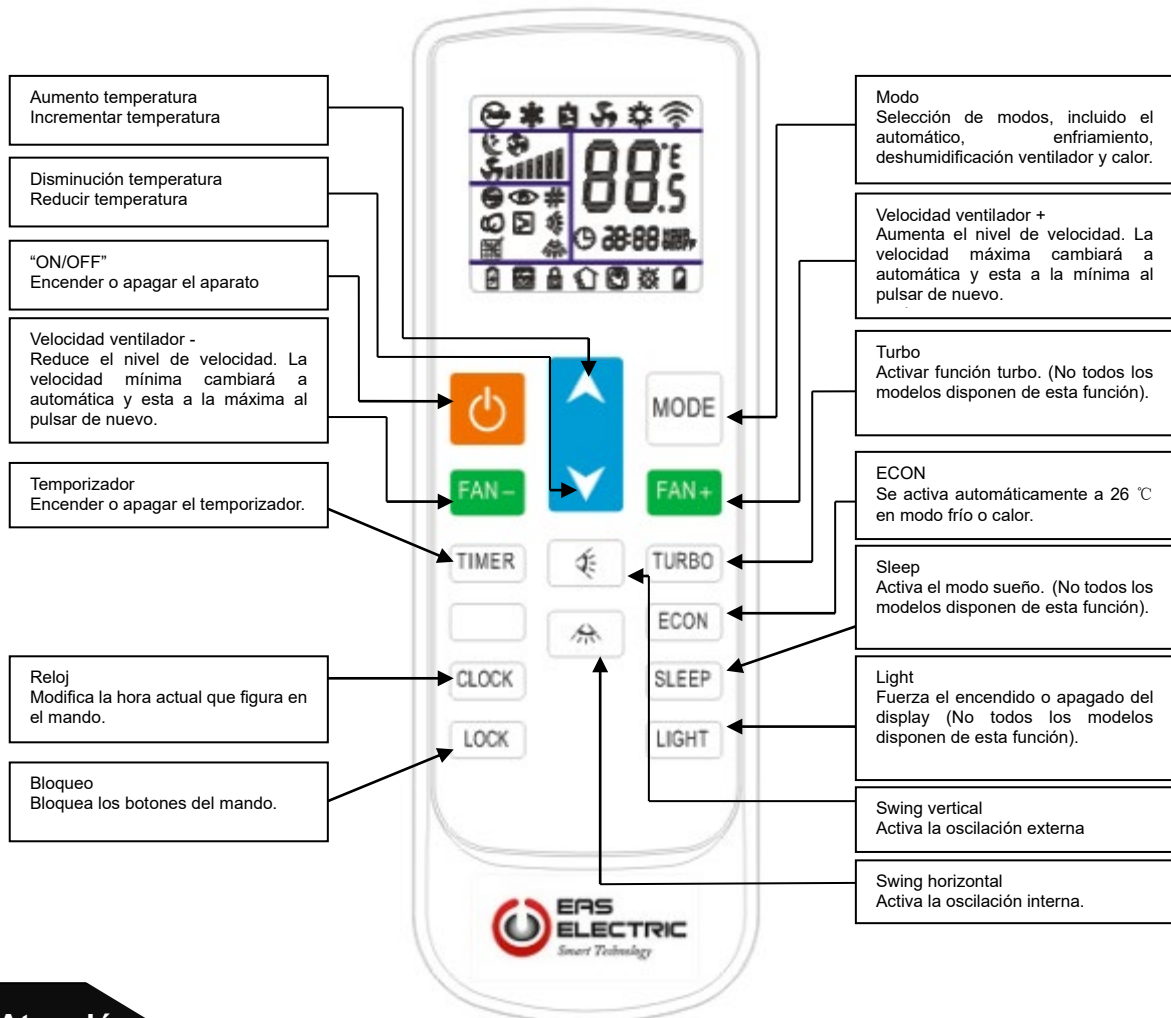 Aumento temperatura
Incrementar temperatura
Disminución temperatura
Reducir temperatura
“ON/OFF”
Encender o apagar el aparato
Velocidad ventilador -
Reduce el nivel de velocidad. La
velocidad mínima cambiará a
automática y esta a la máxima al
pulsar de nuevo.
Temporizador
Encender o apagar el temporizador.
Reloj
Modifica la hora actual que figura en
el mando.
Bloqueo
Bloquea los botones del mando.
88.5
28:88
MODE
FAN –
FAN +
TIMER
TURBO
ECON
CLOCK
SLEEP
LOCK
LIGHT
EAS
ELECTRIC
Smart Technology
Modo
Selección de modos, incluido el
automático, enfriamiento,
deshumidificación ventilador y calor.
Velocidad ventilador +
Aumenta el nivel de velocidad. La
velocidad máxima cambiará a
automática y esta a la mínima al
pulsar de nuevo.
Turbo
Activar función turbo. (No todos los
modelos disponen de esta función).
ECON
Se activa automáticamente a 26 ℃
en modo frío o calor.
Sleep
Activa el modo sueño. (No todos los
modelos disponen de esta función).
Light
Fuerza el encendido o apagado del
display (No todos los modelos
disponen de esta función).
Swing vertical
Activa la oscilación externa
Swing horizontal
Activa la oscilación interna.